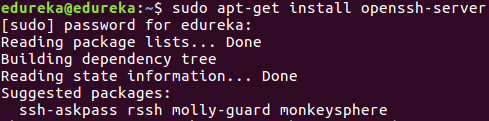 edureka@edureka:~$ sudo apt-get install openssh-server
[sudo] password for edureka:
Reading package lists... Done
Building dependency tree
Reading state information... Done
Suggested packages:
  ssh-askpass rssh molly-guard monkeysphere